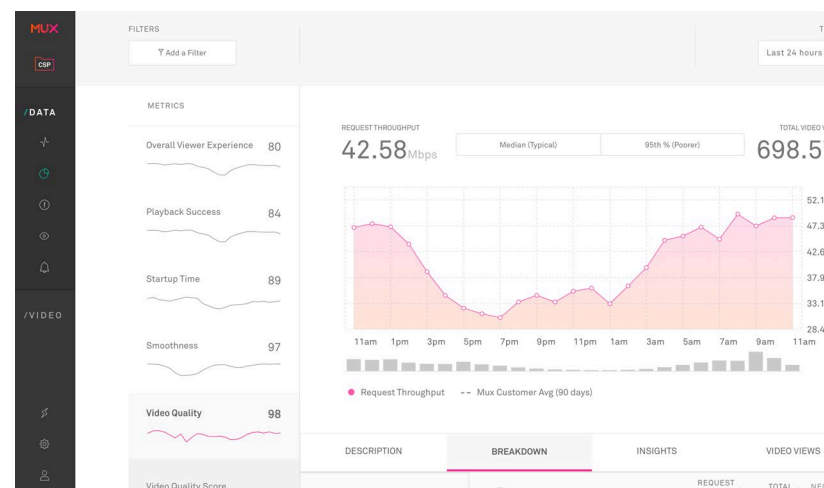 MUX
CSP
/DATA
/VIDEO
FILTERS
Add a Filter
Last 24 hours
METRICS
Overall Viewer Experience 80
Playback Success 84
Startup Time 89
Smoothness 97
Video Quality 98
Video Quality Score
REQUEST THROUGHPUT
42.58 Mbps
Median (Typical)
95th % (Poorer)
TOTAL VIDEO V
698.5
52.1
47.3
42.6
37.9
33.1
28.4
11am 1pm 3pm 5pm 7pm 9pm 11pm 1am 3am 5am 7am 9am 11am
Request Throughput -- Mux Customer Avg (90 days)
DESCRIPTION
BREAKDOWN
INSIGHTS
VIDEO VIEWS
REQUEST
TOTAL